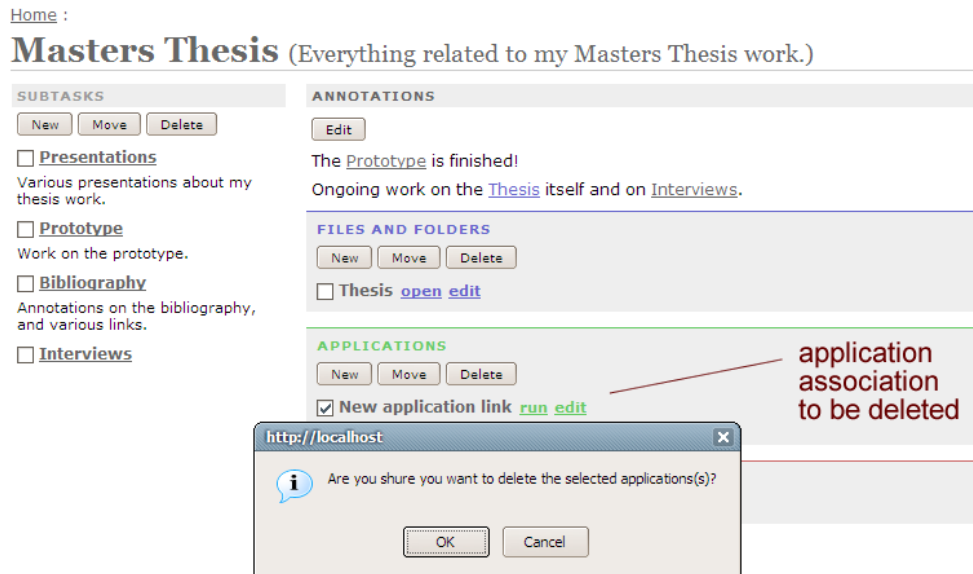 Home :
Masters Thesis (Everything related to my Masters Thesis work.)
SUBTASKS
New Move Delete
Presentations
Various presentations about my
thesis work.
Prototype
Work on the prototype.
Bibliography
Annotations on the bibliography,
and various links.
Interviews
ANNOTATIONS
Edit
The Prototype is finished!
Ongoing work on the Thesis itself and on Interviews.
FILES AND FOLDERS
New Move Delete
Thesis open edit
APPLICATIONS
New Move Delete
New application link run edit
application
association
to be deleted
http://localhost
Are you shure you want to delete the selected applications(s)?
OK Cancel